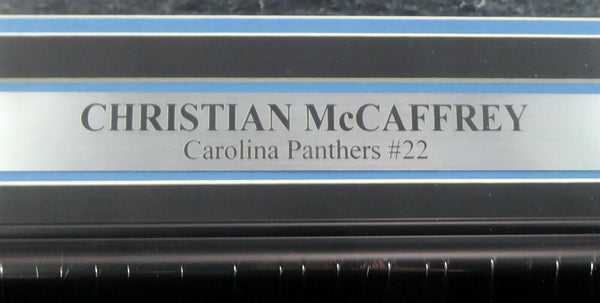 CHRISTIAN McCAFFREY
Carolina Panthers #22